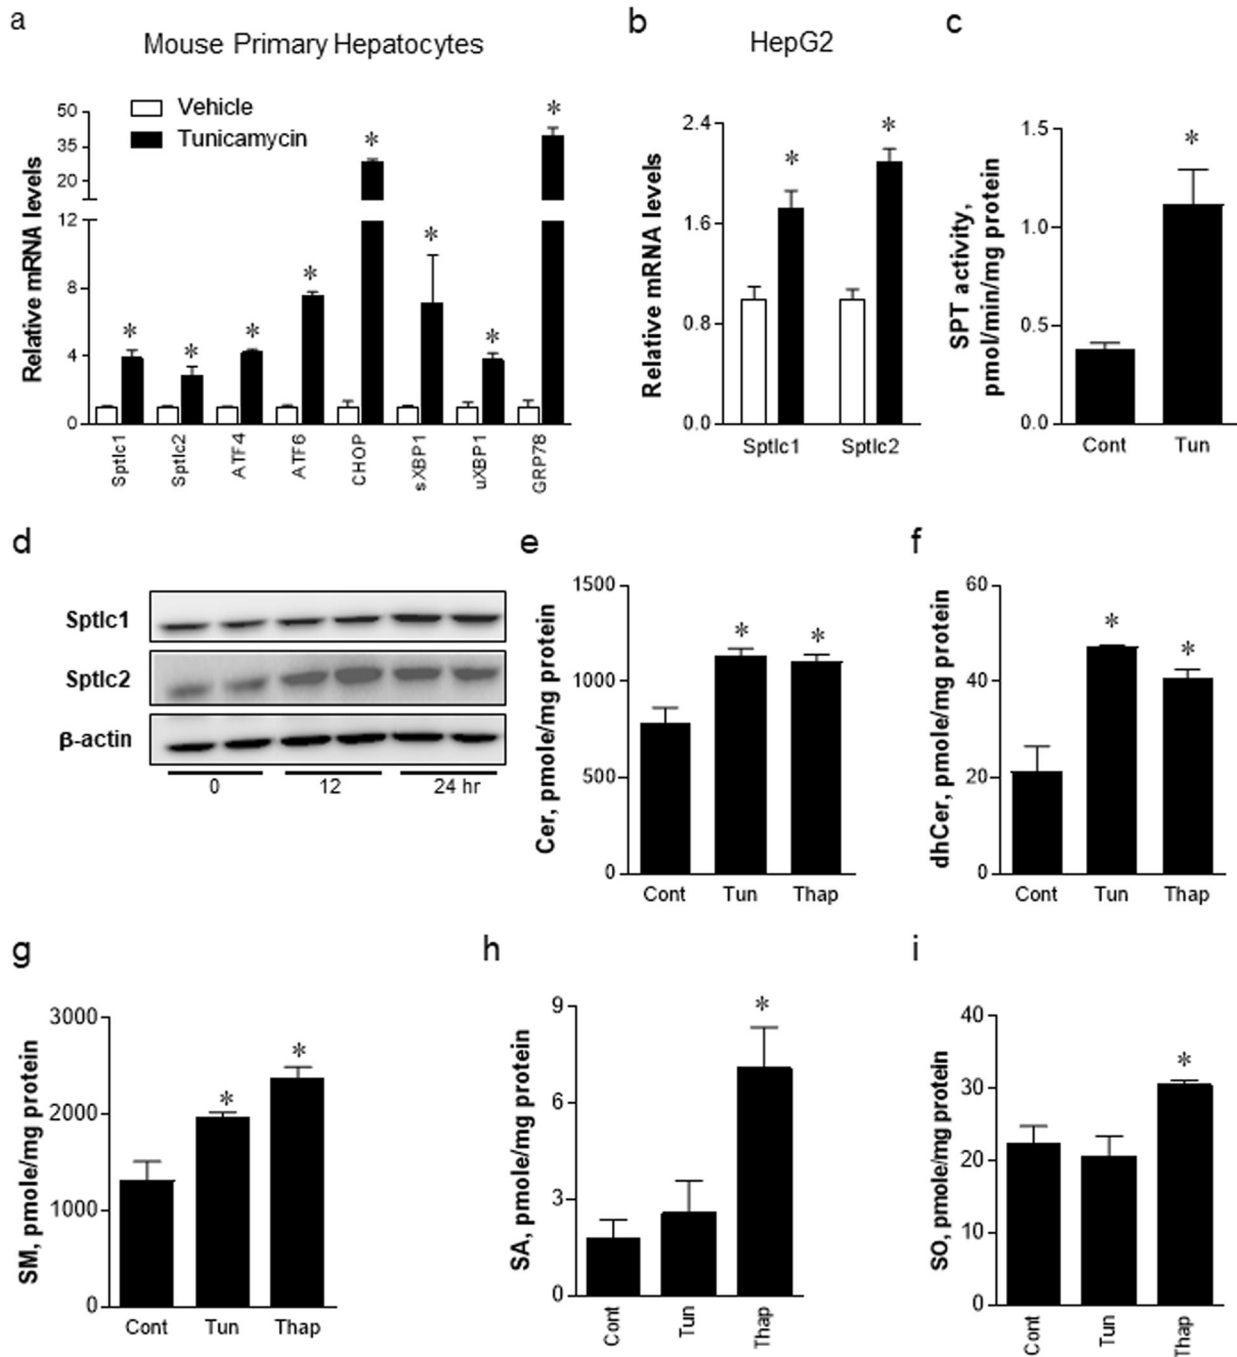 a
Mouse Primary Hepatocytes
Vehicle
Tunicamycin
Relative mRNA levels
50
35
20
12
8
4
0
* * * * * * * *
Sptlc1 Sptlc2 ATF4 ATF6 CHOP sXBP1 uXBP1 GRP78
b
HepG2
Relative mRNA levels
2.4
1.6
0.8
0.0
* *
Sptlc1 Sptlc2
c
SPT activity,
pmol/min/mg protein
1.5
1.0
0.5
0.0
*
Cont Tun
d
Sptlc1
Sptlc2
β-actin
0 12 24 hr
e
Cer, pmole/mg protein
1500
1000
500
0
* *
Cont Tun Thap
f
dhCer, pmole/mg protein
60
40
20
0
* *
Cont Tun Thap
g
SM, pmole/mg protein
3000
2000
1000
0
* *
Cont Tun Thap
h
SA, pmole/mg protein
9
6
3
0
*
Cont Tun Thap
i
SO, pmole/mg protein
40
30
20
10
0
*
Cont Tun Thap